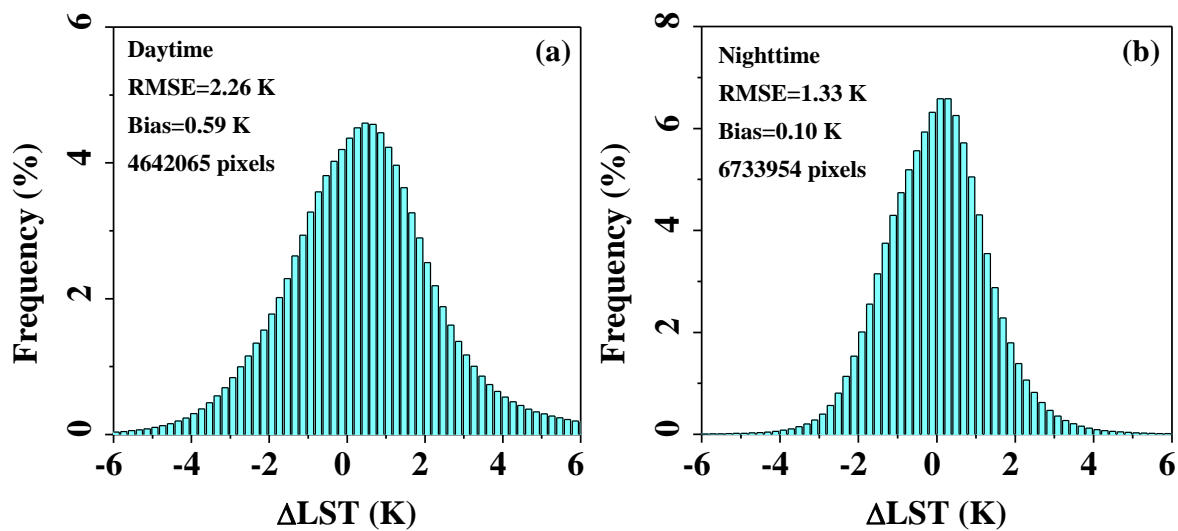 Daytime
RMSE=2.26 K
Bias=0.59 K
4642065 pixels
(a)
Frequency (%)
6
4
2
0
-6 -4 -2 0 2 4 6
ΔLST (K)
Nighttime
RMSE=1.33 K
Bias=0.10 K
6733954 pixels
(b)
Frequency (%)
8
6
4
2
0
-6 -4 -2 0 2 4 6
ΔLST (K)